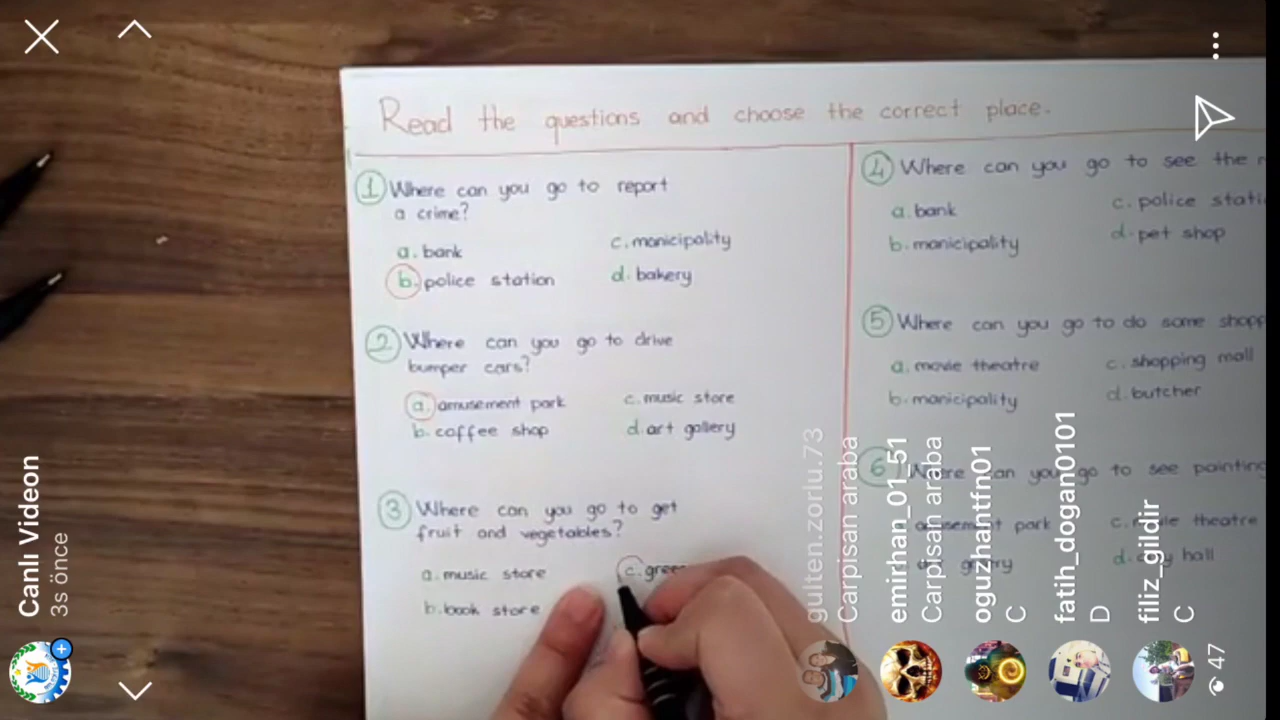 Read the questions and choose the correct place.
1 Where can you go to report
a crime?
a. bank
b. police station
c. manicipality
d. bakery
2 Where can you go to drive
bumper cars?
a. amusement park
b. coffee shop
c. music store
d. art gallery
3 Where can you go to get
fruit and vegetables?
a. music store
b. book store
c.
4 Where can you go to see the
a. bank
b. manicipality
c. police
d. pet shop
5 Where can you go to do some
a. movie theatre
b. manicipality
c. shopping mall
d. butcher
6 Where can you go to see
park
c. theatre
d. hall
Canlı Videon
3s önce
gulten.zorlu.73
Carpisan araba
emirhan_01_51
Carpisan araba
oguzhantfn01
C
fatih_dogan0101
D
filiz_gildir
C
47